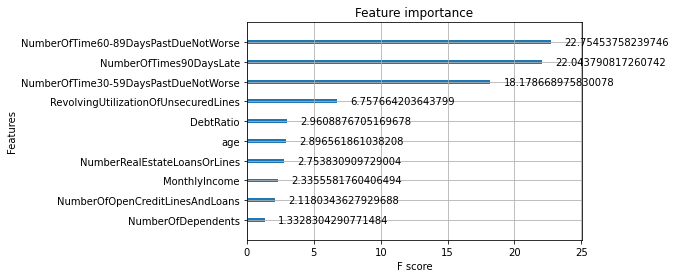 Feature importance
Features
NumberOfTime60-89DaysPastDueNotWorse 22.75453758239746
NumberOfTimes90DaysLate 22.043790817260742
NumberOfTime30-59DaysPastDueNotWorse 18.178668975830078
RevolvingUtilizationOfUnsecuredLines 6.757664203643799
DebtRatio 2.9608876705169678
age 2.896561861038208
NumberRealEstateLoansOrLines 2.753830909729004
MonthlyIncome 2.3355581760406494
NumberOfOpenCreditLinesAndLoans 2.1180343627929688
NumberOfDependents 1.3328304290771484
0 5 10 15 20 25
F score